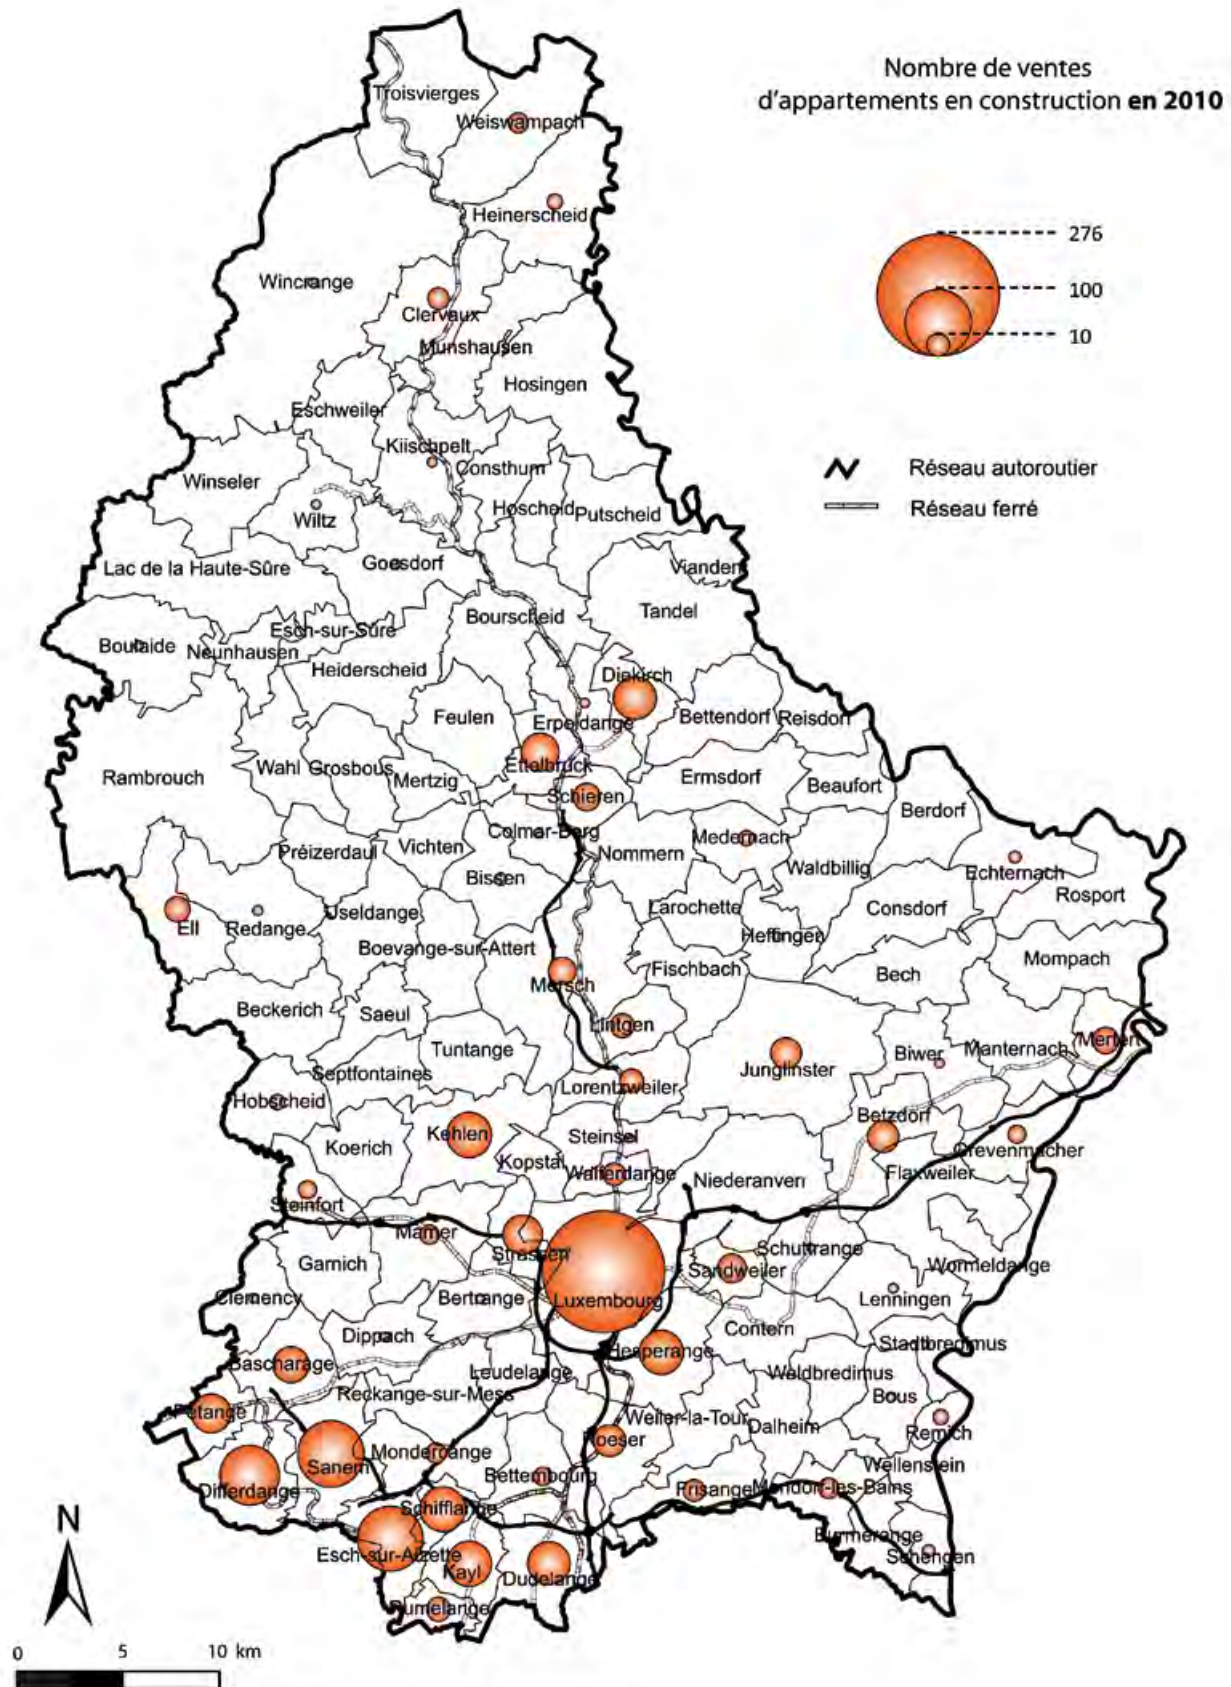 Nombre de ventes
d'appartements en construction en 2010
276
100
10
Réseau autoroutier
Réseau ferré
Troisvierges
Weiswampach
Heinerscheid
Wincrange
Clervaux
Munshausen
Hosingen
Eschweiler
Kiischpelt
Consthum
Winseler
Wiltz
Hoscheid
Putscheid
Goesdorf
Lac de la Haute-Sûre
Vianden
Tandel
Bourscheid
Esch-sur-Sûre
Boulaide
Neunhausen
Heiderscheid
Diekirch
Feulen
Erpeldange
Bettendorf
Reisdorf
Rambrouch
Wahl
Grosbous
Mertzig
Ettelbruck
Ermsdorf
Beaufort
Schieren
Berdorf
Colmar-Berg
Medernach
Préizerdaul
Vichten
Nommern
Waldbillig
Echternach
Bissen
Rosport
Ell
Redange
Useldange
Larochette
Consdorf
Heffingen
Boevange-sur-Attert
Mompach
Fischbach
Bech
Mersch
Beckerich
Saeul
Lintgen
Mertert
Tuntange
Biwer
Manternach
Junglinster
Septfontaines
Lorentzweiler
Hobscheid
Betzdorf
Kehlen
Steinsel
Koerich
Grevenmacher
Kopstal
Walferdange
Niederanven
Flaxweiler
Steinfort
Mamer
Strassen
Schuttrange
Garnich
Sandweiler
Wormeldange
Clemency
Bertrange
Luxembourg
Lenningen
Dippach
Contern
Stadtbredimus
Hesperange
Bascharage
Leudelange
Waldbredimus
Reckange-sur-Mess
Bous
Pétange
Weiler-la-Tour
Dalheim
Remich
Roeser
Mondercange
Sanem
Wellenstein
Bettembourg
Differdange
Frisange
Mondorf-les-Bains
Schifflange
Burmerange
Esch-sur-Alzette
Schengen
Kayl
Dudelange
Rumelange
N
0 5 10 km